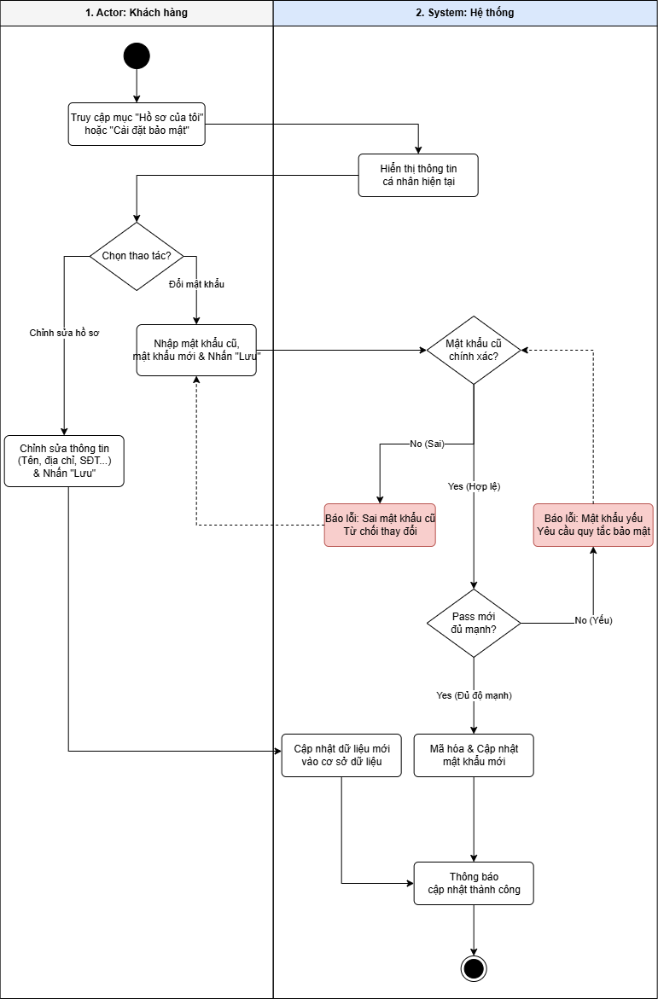 1. Actor: Khách hàng
2. System: Hệ thống
Truy cập mục "Hồ sơ của tôi"
hoặc "Cài đặt bảo mật"
Hiển thị thông tin
cá nhân hiện tại
Chọn thao tác?
Đổi mật khẩu
Chỉnh sửa hồ sơ
Nhập mật khẩu cũ,
mật khẩu mới & Nhấn "Lưu"
Mật khẩu cũ
chính xác?
Chỉnh sửa thông tin
(Tên, địa chỉ, SĐT...)
& Nhấn "Lưu"
No (Sai)
Yes (Hợp lệ)
Báo lỗi: Sai mật khẩu cũ
Từ chối thay đổi
Báo lỗi: Mật khẩu yếu
Yêu cầu quy tắc bảo mật
Pass mới
đủ mạnh?
No (Yếu)
Yes (Đủ độ mạnh)
Cập nhật dữ liệu mới
vào cơ sở dữ liệu
Mã hóa & Cập nhật
mật khẩu mới
Thông báo
cập nhật thành công